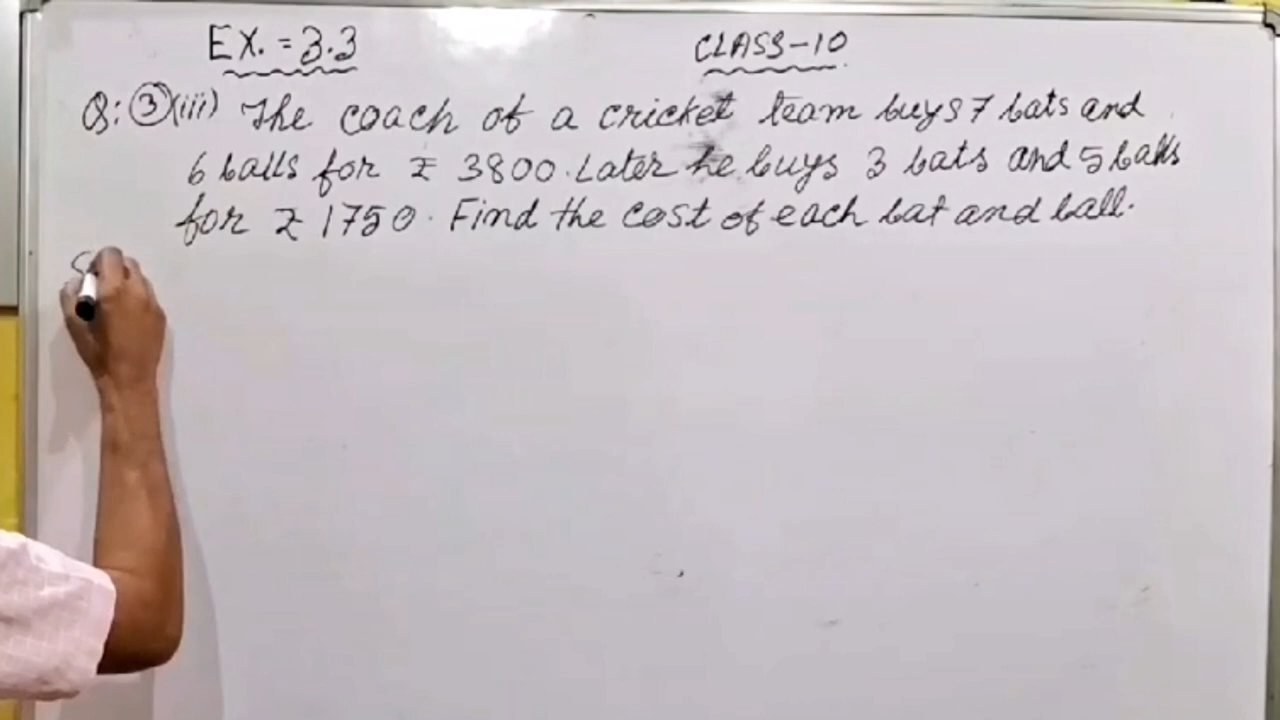 EX. = 3.3
CLASS-10
Q: ③(iii) The coach of a cricket team buys 7 bats and
6 balls for ₹ 3800. Later he buys 3 bats and 5 balls
for ₹ 1750. Find the cost of each bat and ball.